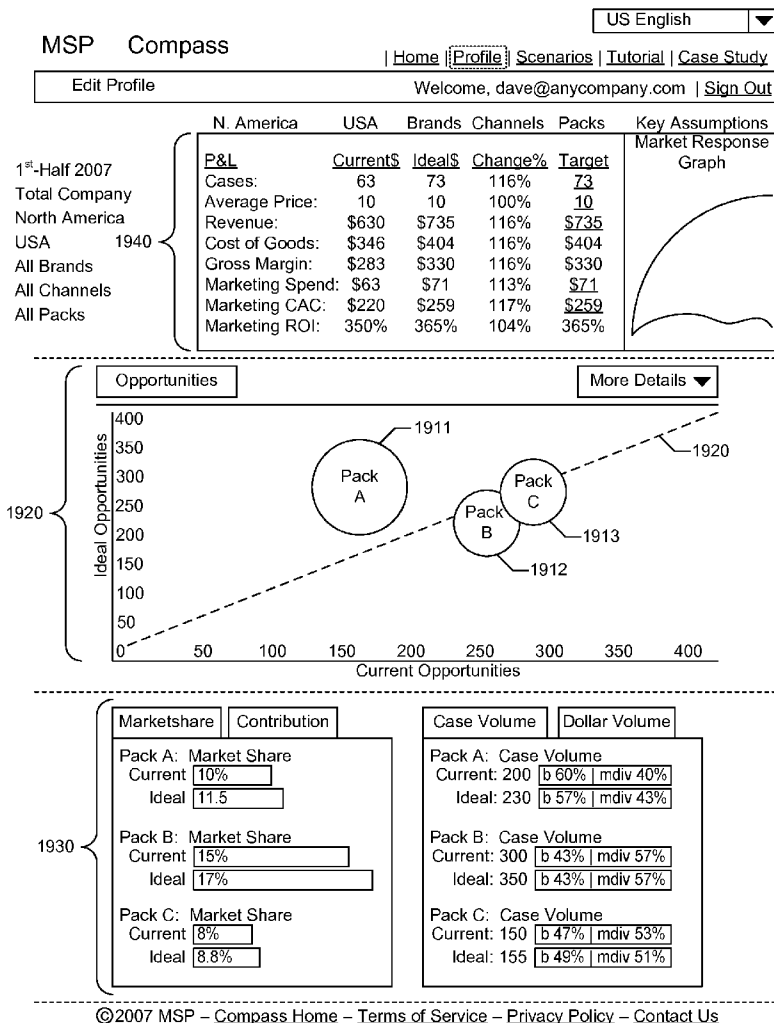 US English
MSP Compass
| Home | Profile | Scenarios | Tutorial | Case Study
Edit Profile
Welcome, dave@anycompany.com | Sign Out
N. America USA Brands Channels Packs Key Assumptions
1st-Half 2007
Total Company
North America
USA
All Brands
All Channels
All Packs
1940
P&L Current$ Ideal$ Change% Target
Cases: 63 73 116% 73
Average Price: 10 10 100% 10
Revenue: $630 $735 116% $735
Cost of Goods: $346 $404 116% $404
Gross Margin: $283 $330 116% $330
Marketing Spend: $63 $71 113% $71
Marketing CAC: $220 $259 117% $259
Marketing ROI: 350% 365% 104% 365%
Market Response
Graph
Opportunities
More Details
1920
Ideal Opportunities
400
350
300
250
200
150
100
50
0 50 100 150 200 250 300 350 400
Current Opportunities
Pack
A
1911
Pack
B
1912
Pack
C
1913
1920
1930
Marketshare Contribution
Pack A: Market Share
Current 10%
Ideal 11.5
Pack B: Market Share
Current 15%
Ideal 17%
Pack C: Market Share
Current 8%
Ideal 8.8%
Case Volume Dollar Volume
Pack A: Case Volume
Current: 200 b 60% | mdiv 40%
Ideal: 230 b 57% | mdiv 43%
Pack B: Case Volume
Current: 300 b 43% | mdiv 57%
Ideal: 350 b 43% | mdiv 57%
Pack C: Case Volume
Current: 150 b 47% | mdiv 53%
Ideal: 155 b 49% | mdiv 51%
©2007 MSP – Compass Home – Terms of Service – Privacy Policy – Contact Us